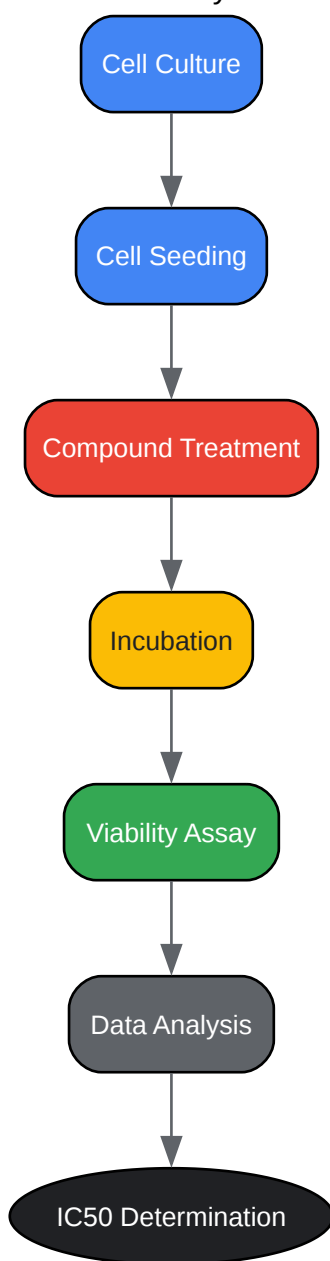 Cell Culture
Cell Seeding
Compound Treatment
Incubation
Viability Assay
Data Analysis
IC50 Determination